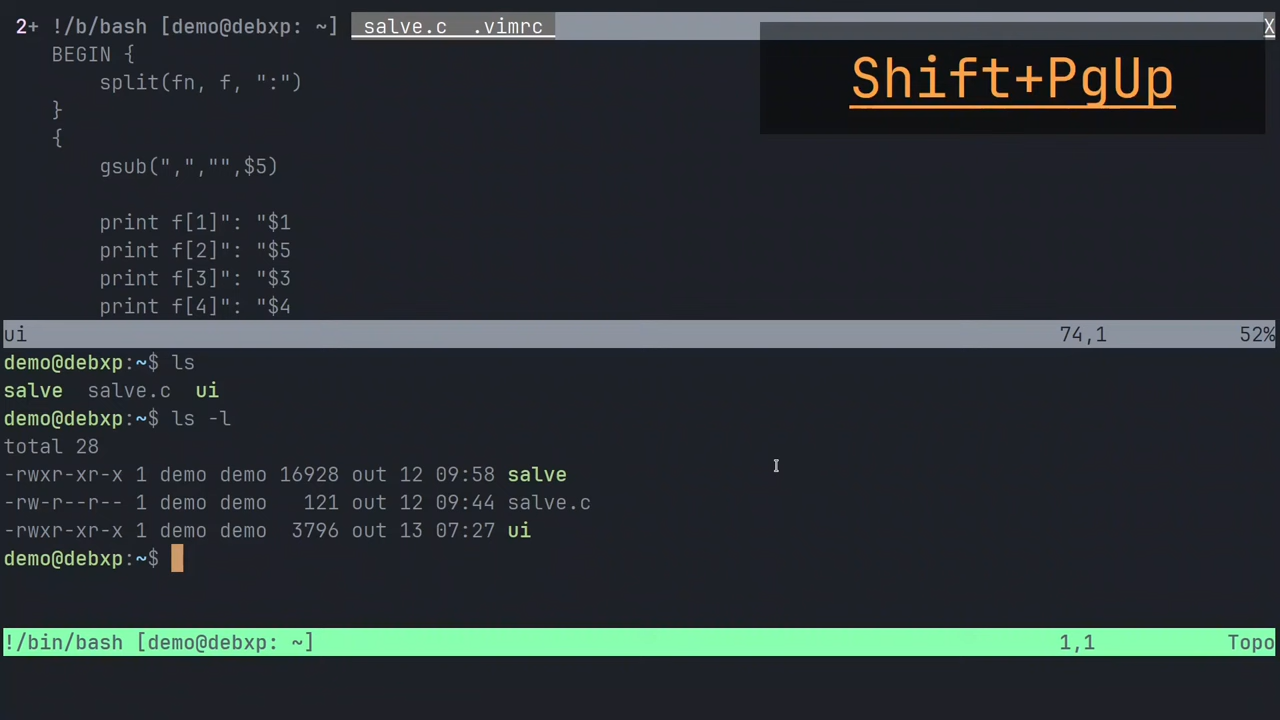 2+ !/b/bash [demo@debxp: ~]  salve.c  .vimrc  X
Shift+PgUp
    BEGIN {
        split(fn, f, ":")
    }
    {
        gsub(",","",$5)
        print f[1]": "$1
        print f[2]": "$5
        print f[3]": "$3
        print f[4]": "$4
ui 74,1 52%
demo@debxp:~$ ls
salve  salve.c  ui
demo@debxp:~$ ls -l
total 28
-rwxr-xr-x 1 demo demo 16928 out 12 09:58 salve
-rw-r--r-- 1 demo demo   121 out 12 09:44 salve.c
-rwxr-xr-x 1 demo demo  3796 out 13 07:27 ui
demo@debxp:~$
!/bin/bash [demo@debxp: ~] 1,1 Topo